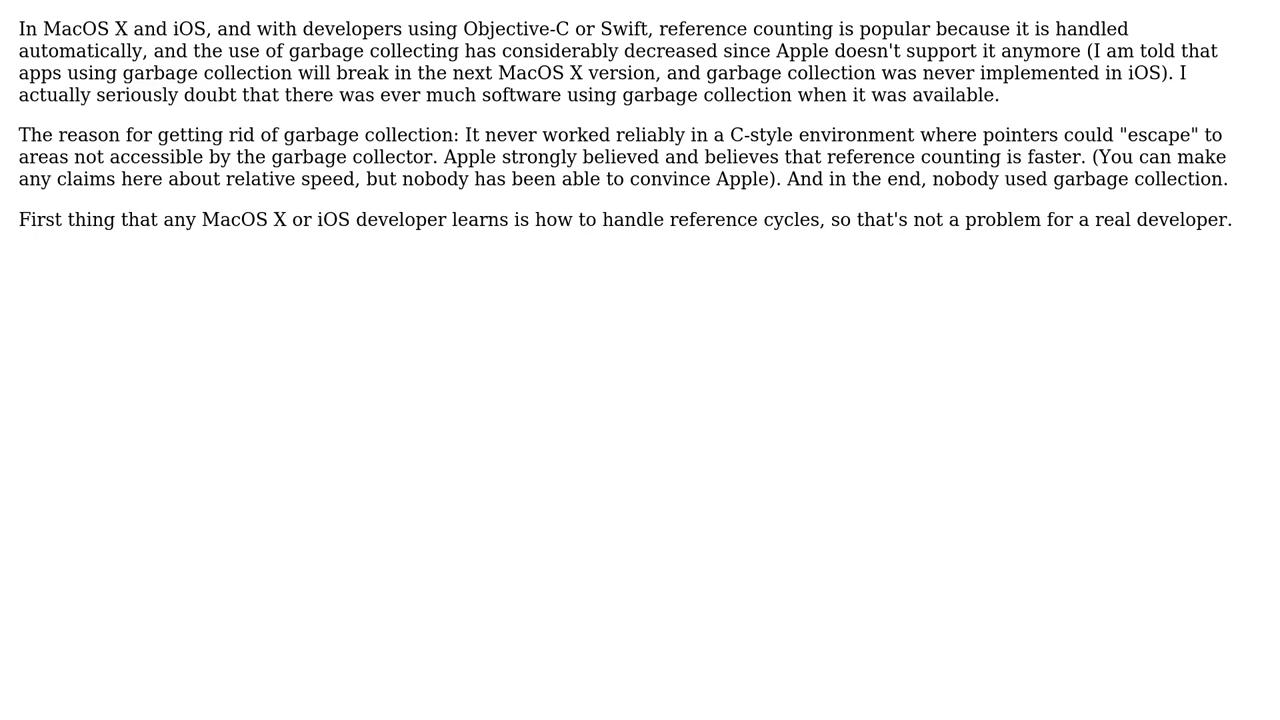 In MacOS X and iOS, and with developers using Objective-C or Swift, reference counting is popular because it is handled
automatically, and the use of garbage collecting has considerably decreased since Apple doesn't support it anymore (I am told that
apps using garbage collection will break in the next MacOS X version, and garbage collection was never implemented in iOS). I
actually seriously doubt that there was ever much software using garbage collection when it was available.
The reason for getting rid of garbage collection: It never worked reliably in a C-style environment where pointers could "escape" to
areas not accessible by the garbage collector. Apple strongly believed and believes that reference counting is faster. (You can make
any claims here about relative speed, but nobody has been able to convince Apple). And in the end, nobody used garbage collection.
First thing that any MacOS X or iOS developer learns is how to handle reference cycles, so that's not a problem for a real developer.